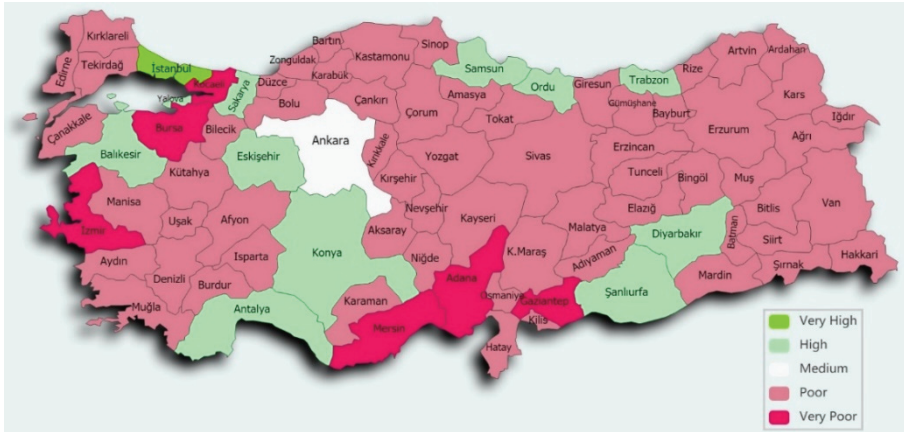 Kırklareli
Edirne
Tekirdağ
İstanbul
Kocaeli
Yalova
Sakarya
Düzce
Zonguldak
Bartın
Karabük
Kastamonu
Sinop
Samsun
Ordu
Giresun
Trabzon
Rize
Artvin
Ardahan
Kars
Iğdır
Çanakkale
Bursa
Bilecik
Bolu
Çankırı
Çorum
Amasya
Tokat
Gümüşhane
Bayburt
Erzurum
Ağrı
Balıkesir
Eskişehir
Ankara
Kırıkkale
Yozgat
Sivas
Erzincan
Tunceli
Bingöl
Muş
Van
Kütahya
Manisa
Uşak
Afyon
Kırşehir
Nevşehir
Kayseri
Malatya
Elazığ
Diyarbakır
Batman
Bitlis
Siirt
Hakkari
İzmir
Aydın
Denizli
Isparta
Burdur
Konya
Aksaray
Niğde
K.Maraş
Adıyaman
Şanlıurfa
Mardin
Şırnak
Muğla
Antalya
Karaman
Mersin
Adana
Osmaniye
Gaziantep
Kilis
Hatay
Very High
High
Medium
Poor
Very Poor